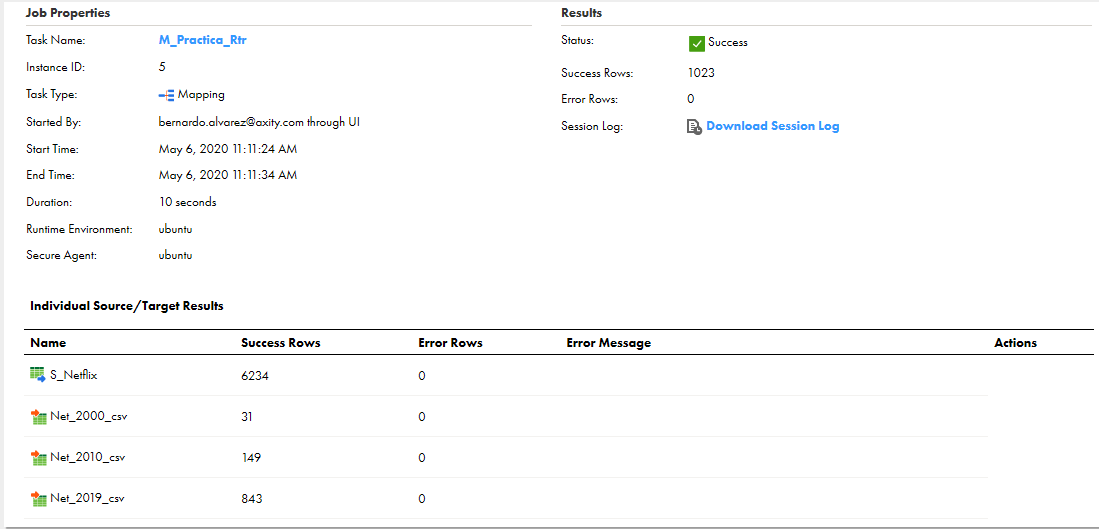 Job Properties
Task Name: M_Practica_Rtr
Instance ID: 5
Task Type: Mapping
Started By: bernardo.alvarez@axity.com through UI
Start Time: May 6, 2020 11:11:24 AM
End Time: May 6, 2020 11:11:34 AM
Duration: 10 seconds
Runtime Environment: ubuntu
Secure Agent: ubuntu
Results
Status: Success
Success Rows: 1023
Error Rows: 0
Session Log: Download Session Log
Individual Source/Target Results
Name Success Rows Error Rows Error Message Actions
S_Netflix 6234 0
Net_2000_csv 31 0
Net_2010_csv 149 0
Net_2019_csv 843 0